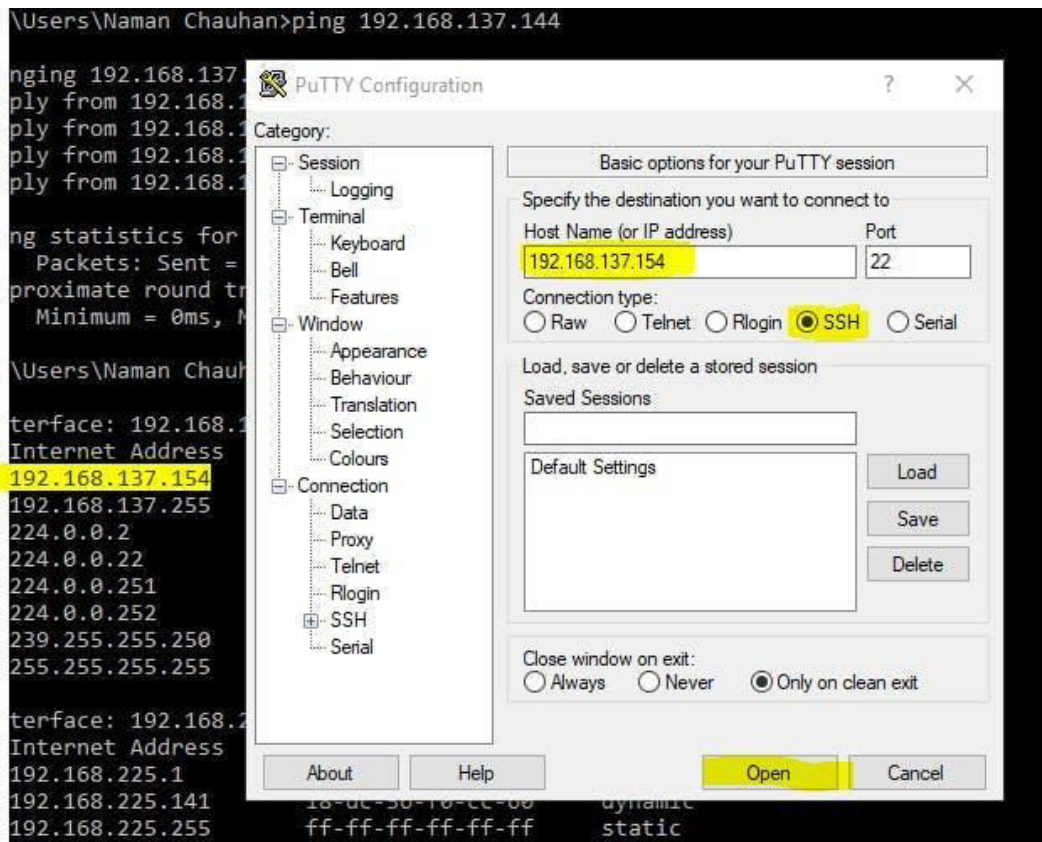 \Users\Naman Chauhan>ping 192.168.137.144
nging 192.168.137.
ply from 192.168.1
ply from 192.168.1
ply from 192.168.1
ply from 192.168.1
ng statistics for
Packets: Sent =
proximate round tr
Minimum = 0ms, M
\Users\Naman Chauh
terface: 192.168.1
Internet Address
192.168.137.154
192.168.137.255
224.0.0.2
224.0.0.22
224.0.0.251
224.0.0.252
239.255.255.250
255.255.255.255
terface: 192.168.2
Internet Address
192.168.225.1
192.168.225.141 dynamic
192.168.225.255 ff-ff-ff-ff-ff-ff static
PuTTY Configuration ? ×
Category:
Session
Logging
Terminal
Keyboard
Bell
Features
Window
Appearance
Behaviour
Translation
Selection
Colours
Connection
Data
Proxy
Telnet
Rlogin
SSH
Serial
Basic options for your PuTTY session
Specify the destination you want to connect to
Host Name (or IP address) Port
192.168.137.154 22
Connection type:
Raw Telnet Rlogin SSH Serial
Load, save or delete a stored session
Saved Sessions
Default Settings
Load
Save
Delete
Close window on exit:
Always Never Only on clean exit
About Help Open Cancel